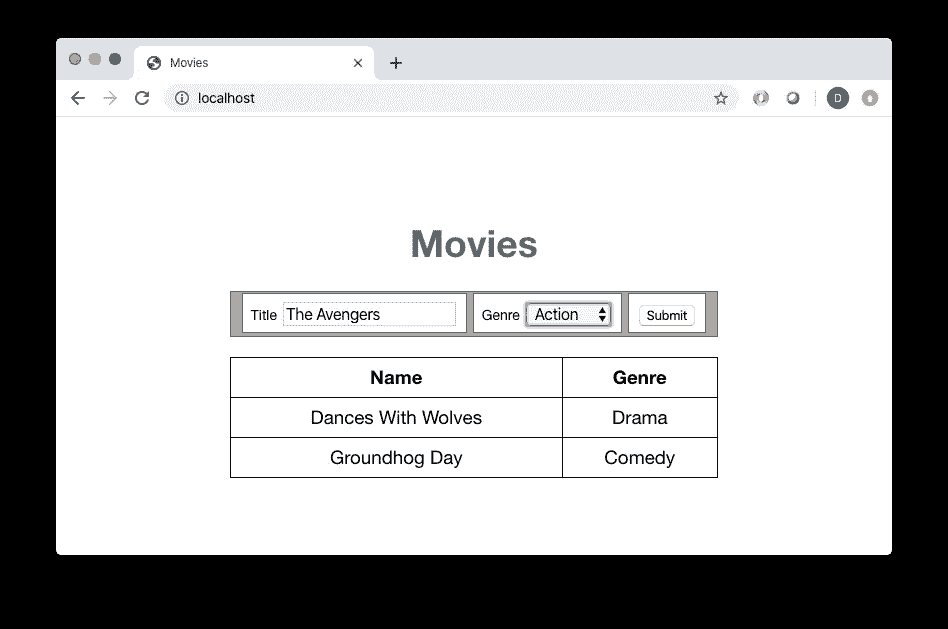 Movies
localhost
D
Movies
Title The Avengers Genre Action Submit
Name Genre
Dances With Wolves Drama
Groundhog Day Comedy